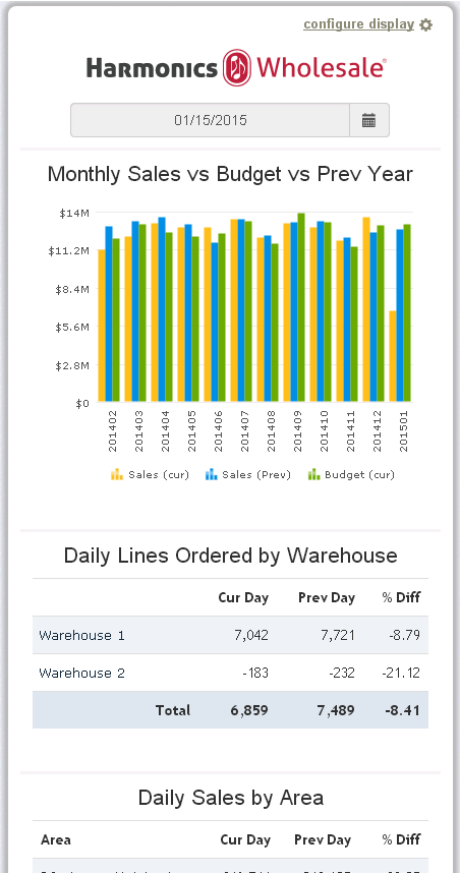 configure display
Harmonics Wholesale
01/15/2015
Monthly Sales vs Budget vs Prev Year
$14M
$11.2M
$8.4M
$5.6M
$2.8M
$0
201402 201403 201404 201405 201406 201407 201408 201409 201410 201411 201412 201501
Sales (cur) Sales (Prev) Budget (cur)
Daily Lines Ordered by Warehouse
Cur Day Prev Day % Diff
Warehouse 1 7,042 7,721 -8.79
Warehouse 2 -183 -232 -21.12
Total 6,859 7,489 -8.41
Daily Sales by Area
Area Cur Day Prev Day % Diff